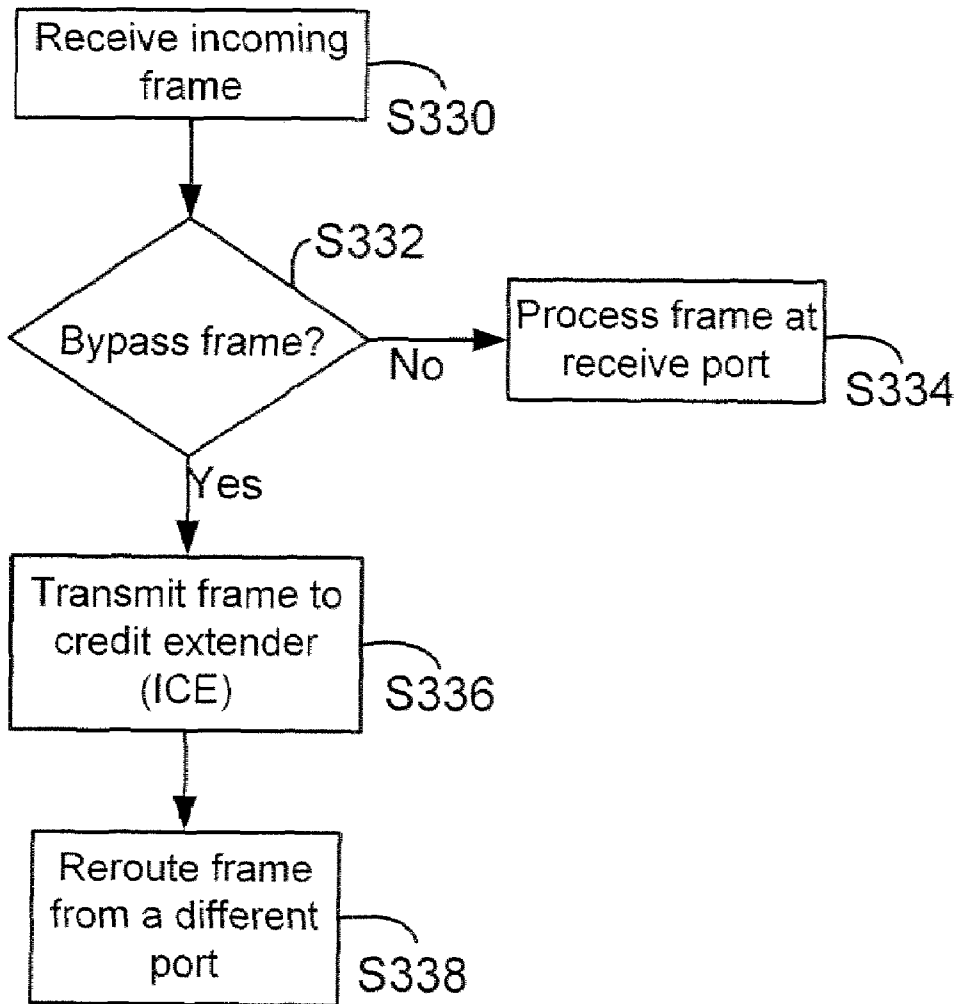 Receive incoming
frame
S330
S332
Bypass frame?
No
Process frame at
receive port
S334
Yes
Transmit frame to
credit extender
(ICE)
S336
Reroute frame
from a different
port
S338